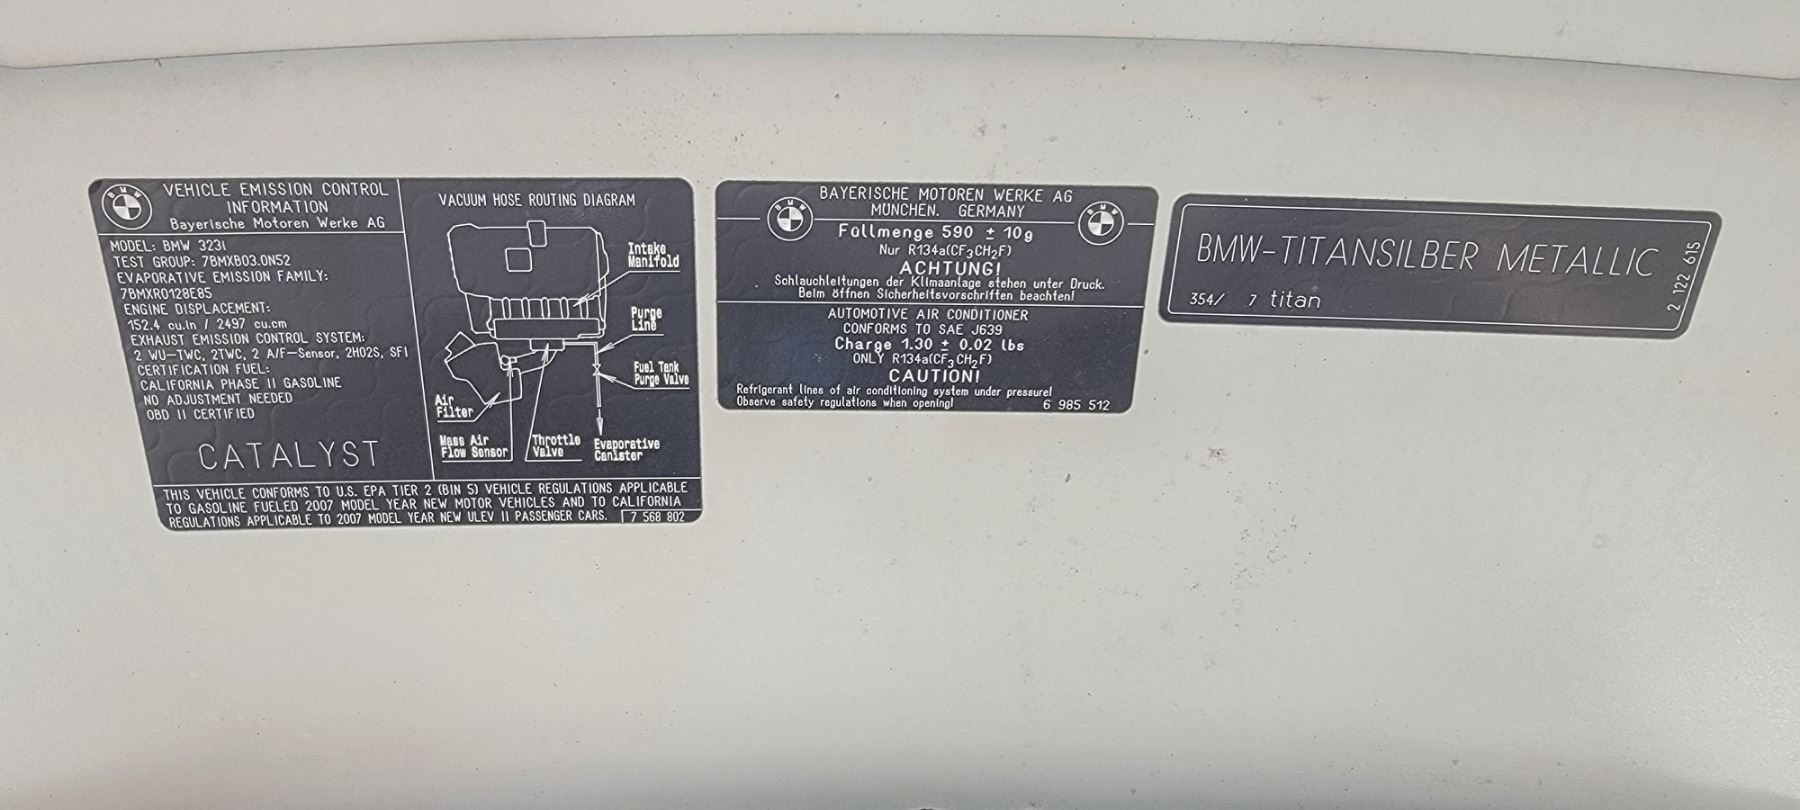 BMW
VEHICLE EMISSION CONTROL
INFORMATION
Bayerische Motoren Werke AG
MODEL: BMW 323I
TEST GROUP: 7BMXB03.0N52
EVAPORATIVE EMISSION FAMILY:
7BMXR0128E85
ENGINE DISPLACEMENT:
152.4 cu.in / 2497 cu.cm
EXHAUST EMISSION CONTROL SYSTEM:
2 WU-TWC, 2TWC, 2 A/F-Sensor, 2HO2S, SFI
CERTIFICATION FUEL:
CALIFORNIA PHASE II GASOLINE
NO ADJUSTMENT NEEDED
OBD II CERTIFIED
CATALYST
VACUUM HOSE ROUTING DIAGRAM
Intake
Manifold
Purge
Line
Fuel Tank
Purge Valve
Air
Filter
Mass Air
Flow Sensor
Throttle
Valve
Evaporative
Canister
THIS VEHICLE CONFORMS TO U.S. EPA TIER 2 (BIN 5) VEHICLE REGULATIONS APPLICABLE
TO GASOLINE FUELED 2007 MODEL YEAR NEW MOTOR VEHICLES AND TO CALIFORNIA
REGULATIONS APPLICABLE TO 2007 MODEL YEAR NEW ULEV II PASSENGER CARS.
7 568 802
BAYERISCHE MOTOREN WERKE AG
MÜNCHEN. GERMANY
BMW
BMW
Füllmenge 590 ± 10g
Nur R134a(CF3CH2F)
ACHTUNG!
Schlauchleitungen der Klimaanlage stehen unter Druck.
Beim öffnen Sicherheitsvorschriften beachten!
AUTOMOTIVE AIR CONDITIONER
CONFORMS TO SAE J639
Charge 1.30 ± 0.02 lbs
ONLY R134a(CF3CH2F)
CAUTION!
Refrigerant lines of air conditioning system under pressure!
Observe safety regulations when opening!
6 985 512
BMW-TITANSILBER METALLIC
354/ 7 titan
2 122 615